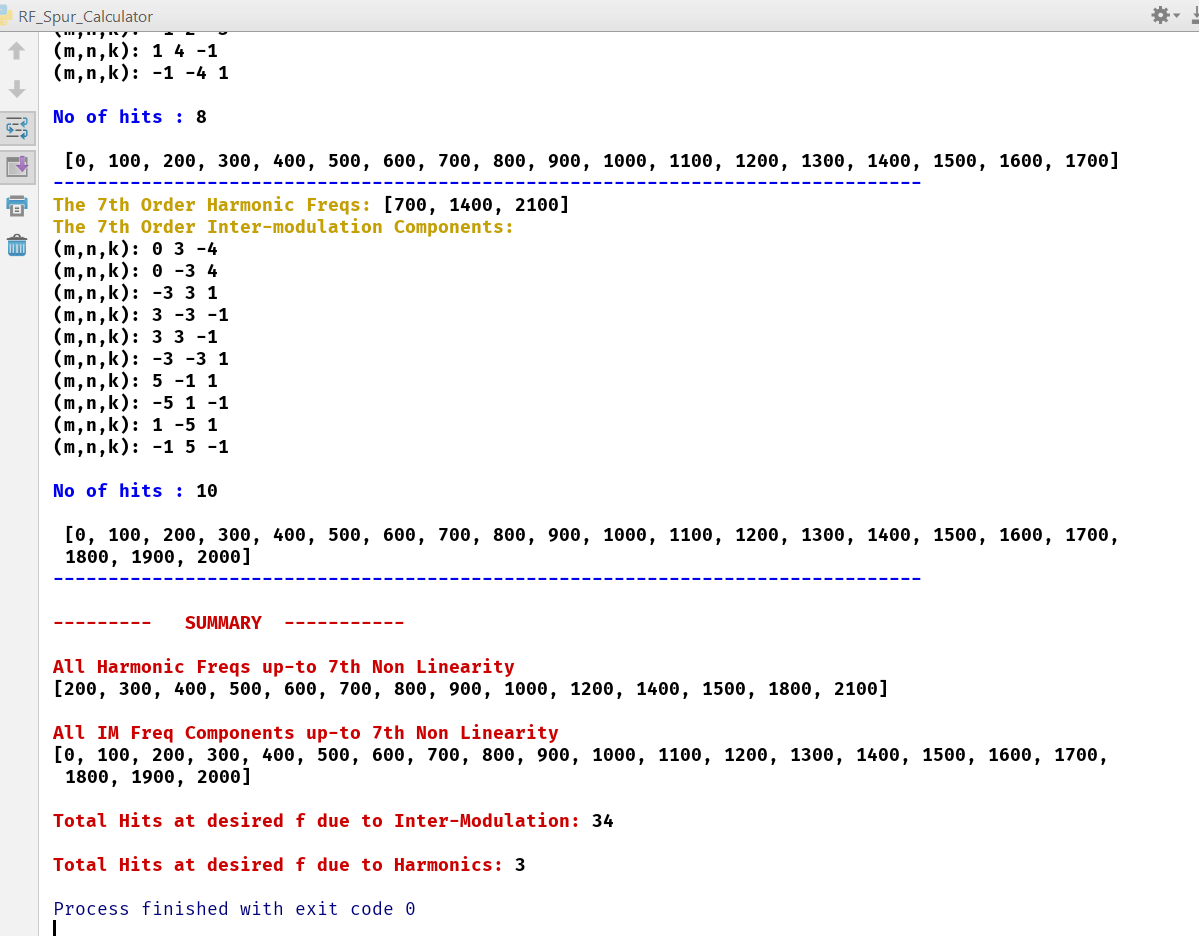 RF_Spur_Calculator
(m,n,k): 1 4 -1
(m,n,k): -1 -4 1
No of hits : 8
[0, 100, 200, 300, 400, 500, 600, 700, 800, 900, 1000, 1100, 1200, 1300, 1400, 1500, 1600, 1700]
-------------------------------------------------------------------------------
The 7th Order Harmonic Freqs: [700, 1400, 2100]
The 7th Order Inter-modulation Components:
(m,n,k): 0 3 -4
(m,n,k): 0 -3 4
(m,n,k): -3 3 1
(m,n,k): 3 -3 -1
(m,n,k): 3 3 -1
(m,n,k): -3 -3 1
(m,n,k): 5 -1 1
(m,n,k): -5 1 -1
(m,n,k): 1 -5 1
(m,n,k): -1 5 -1
No of hits : 10
[0, 100, 200, 300, 400, 500, 600, 700, 800, 900, 1000, 1100, 1200, 1300, 1400, 1500, 1600, 1700,
1800, 1900, 2000]
-------------------------------------------------------------------------------
---------   SUMMARY  -----------
All Harmonic Freqs up-to 7th Non Linearity
[200, 300, 400, 500, 600, 700, 800, 900, 1000, 1200, 1400, 1500, 1800, 2100]
All IM Freq Components up-to 7th Non Linearity
[0, 100, 200, 300, 400, 500, 600, 700, 800, 900, 1000, 1100, 1200, 1300, 1400, 1500, 1600, 1700,
1800, 1900, 2000]
Total Hits at desired f due to Inter-Modulation: 34
Total Hits at desired f due to Harmonics: 3
Process finished with exit code 0